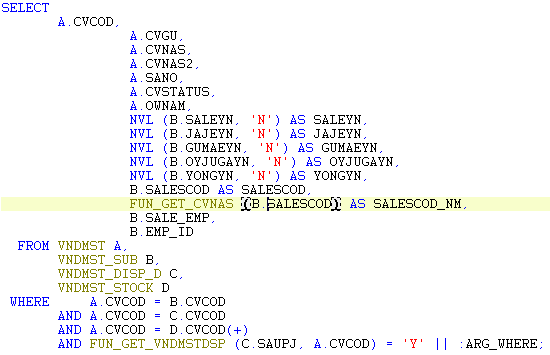 SELECT
A.CVCOD,
A.CVGU,
A.CVNAS,
A.CVNAS2,
A.SANO,
A.CVSTATUS,
A.OWNAM,
NVL (B.SALEYN, 'N') AS SALEYN,
NVL (B.JAJEYN, 'N') AS JAJEYN,
NVL (B.GUMAEYN, 'N') AS GUMAEYN,
NVL (B.OYJUGAYN, 'N') AS OYJUGAYN,
NVL (B.YONGYN, 'N') AS YONGYN,
B.SALESCOD AS SALESCOD,
FUN_GET_CVNAS (B.SALESCOD) AS SALESCOD_NM,
B.SALE_EMP,
B.EMP_ID
FROM VNDMST A,
VNDMST_SUB B,
VNDMST_DISP_D C,
VNDMST_STOCK D
WHERE A.CVCOD = B.CVCOD
AND A.CVCOD = C.CVCOD
AND A.CVCOD = D.CVCOD(+)
AND FUN_GET_VNDMSTDSP (C.SAUPJ, A.CVCOD) = 'Y' || :ARG_WHERE;